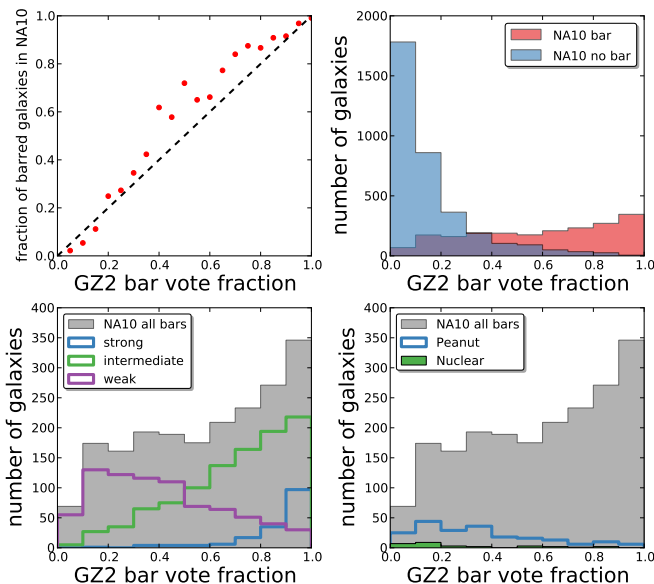 fraction of barred galaxies in NA10
1.0
0.8
0.6
0.4
0.2
0.0
0.0 0.2 0.4 0.6 0.8 1.0
GZ2 bar vote fraction
number of galaxies
2000
1500
1000
500
0
NA10 bar
NA10 no bar
0.0 0.2 0.4 0.6 0.8 1.0
GZ2 bar vote fraction
number of galaxies
400
350
300
250
200
150
100
50
0
NA10 all bars
strong
intermediate
weak
0.0 0.2 0.4 0.6 0.8 1.0
GZ2 bar vote fraction
number of galaxies
400
350
300
250
200
150
100
50
0
NA10 all bars
Peanut
Nuclear
0.0 0.2 0.4 0.6 0.8 1.0
GZ2 bar vote fraction